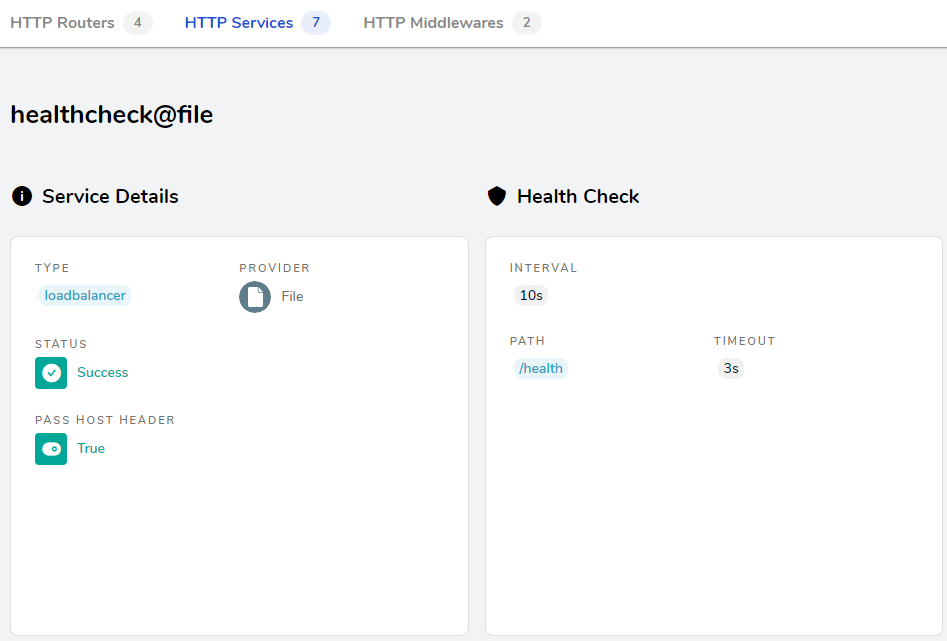 HTTP Routers 4 HTTP Services 7 HTTP Middlewares 2
healthcheck@file
Service Details
TYPE PROVIDER
loadbalancer File
STATUS
Success
PASS HOST HEADER
True
Health Check
INTERVAL
10s
PATH TIMEOUT
/health 3s